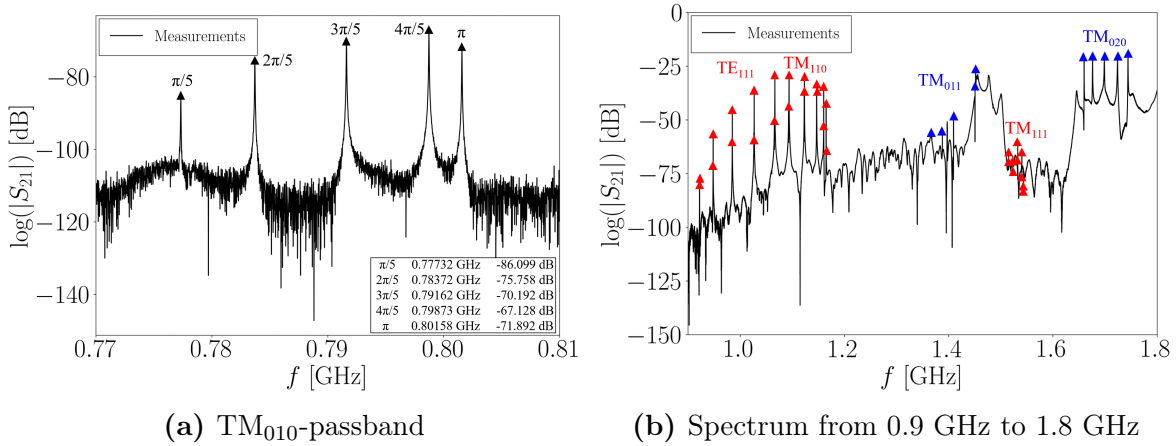 Measurements
π/5
2π/5
3π/5
4π/5
π
−80
−100
−120
−140
log(|S₂₁|) [dB]
π/5 0.77732 GHz -86.099 dB
2π/5 0.78372 GHz -75.758 dB
3π/5 0.79162 GHz -70.192 dB
4π/5 0.79873 GHz -67.128 dB
π 0.80158 GHz -71.892 dB
0.77 0.78 0.79 0.80 0.81
f [GHz]
(a) TM₀₁₀-passband
Measurements
TE₁₁₁
TM₁₁₀
TM₀₁₁
TM₁₁₁
TM₀₂₀
0
−25
−50
−75
−100
−125
−150
log(|S₂₁|) [dB]
1.0 1.2 1.4 1.6 1.8
f [GHz]
(b) Spectrum from 0.9 GHz to 1.8 GHz